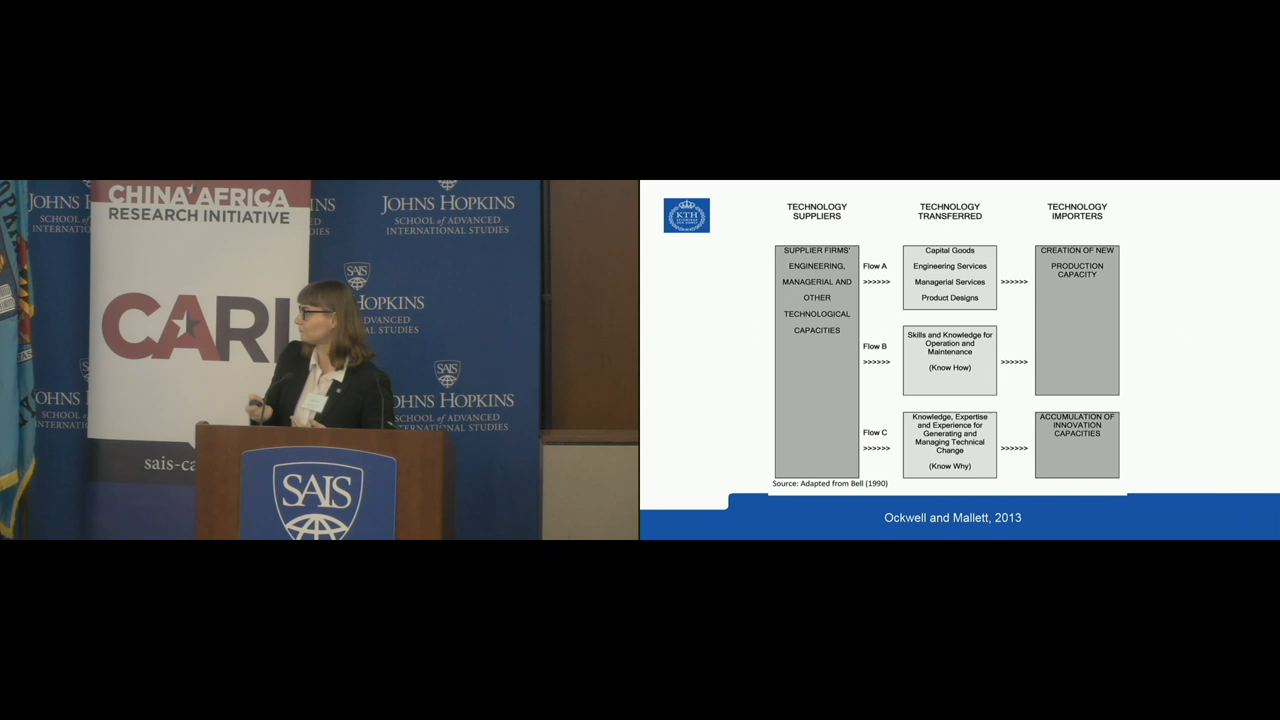 CHINA AFRICA
RESEARCH INITIATIVE
CARI
sais-ca
JOHNS HOPKINS
SCHOOL of ADVANCED
INTERNATIONAL STUDIES
SAIS
HOPKINS
ADVANCED
AL STUDIES
SAIS
OHNS HOPKINS
SCHOOL of ADVANCED
INTERNATIONAL STUDIES
SAIS
KTH
TECHNOLOGY
SUPPLIERS
TECHNOLOGY
TRANSFERRED
TECHNOLOGY
IMPORTERS
SUPPLIER FIRMS'
ENGINEERING,
MANAGERIAL AND
OTHER
TECHNOLOGICAL
CAPACITIES
Flow A
>>>>>>
Capital Goods
Engineering Services
Managerial Services
Product Designs
>>>>>>
CREATION OF NEW
PRODUCTION
CAPACITY
Flow B
>>>>>>
Skills and Knowledge for
Operation and
Maintenance
(Know How)
>>>>>>
Flow C
>>>>>>
Knowledge, Expertise
and Experience for
Generating and
Managing Technical
Change
(Know Why)
>>>>>>
ACCUMULATION OF
INNOVATION
CAPACITIES
Source: Adapted from Bell (1990)
Ockwell and Mallett, 2013